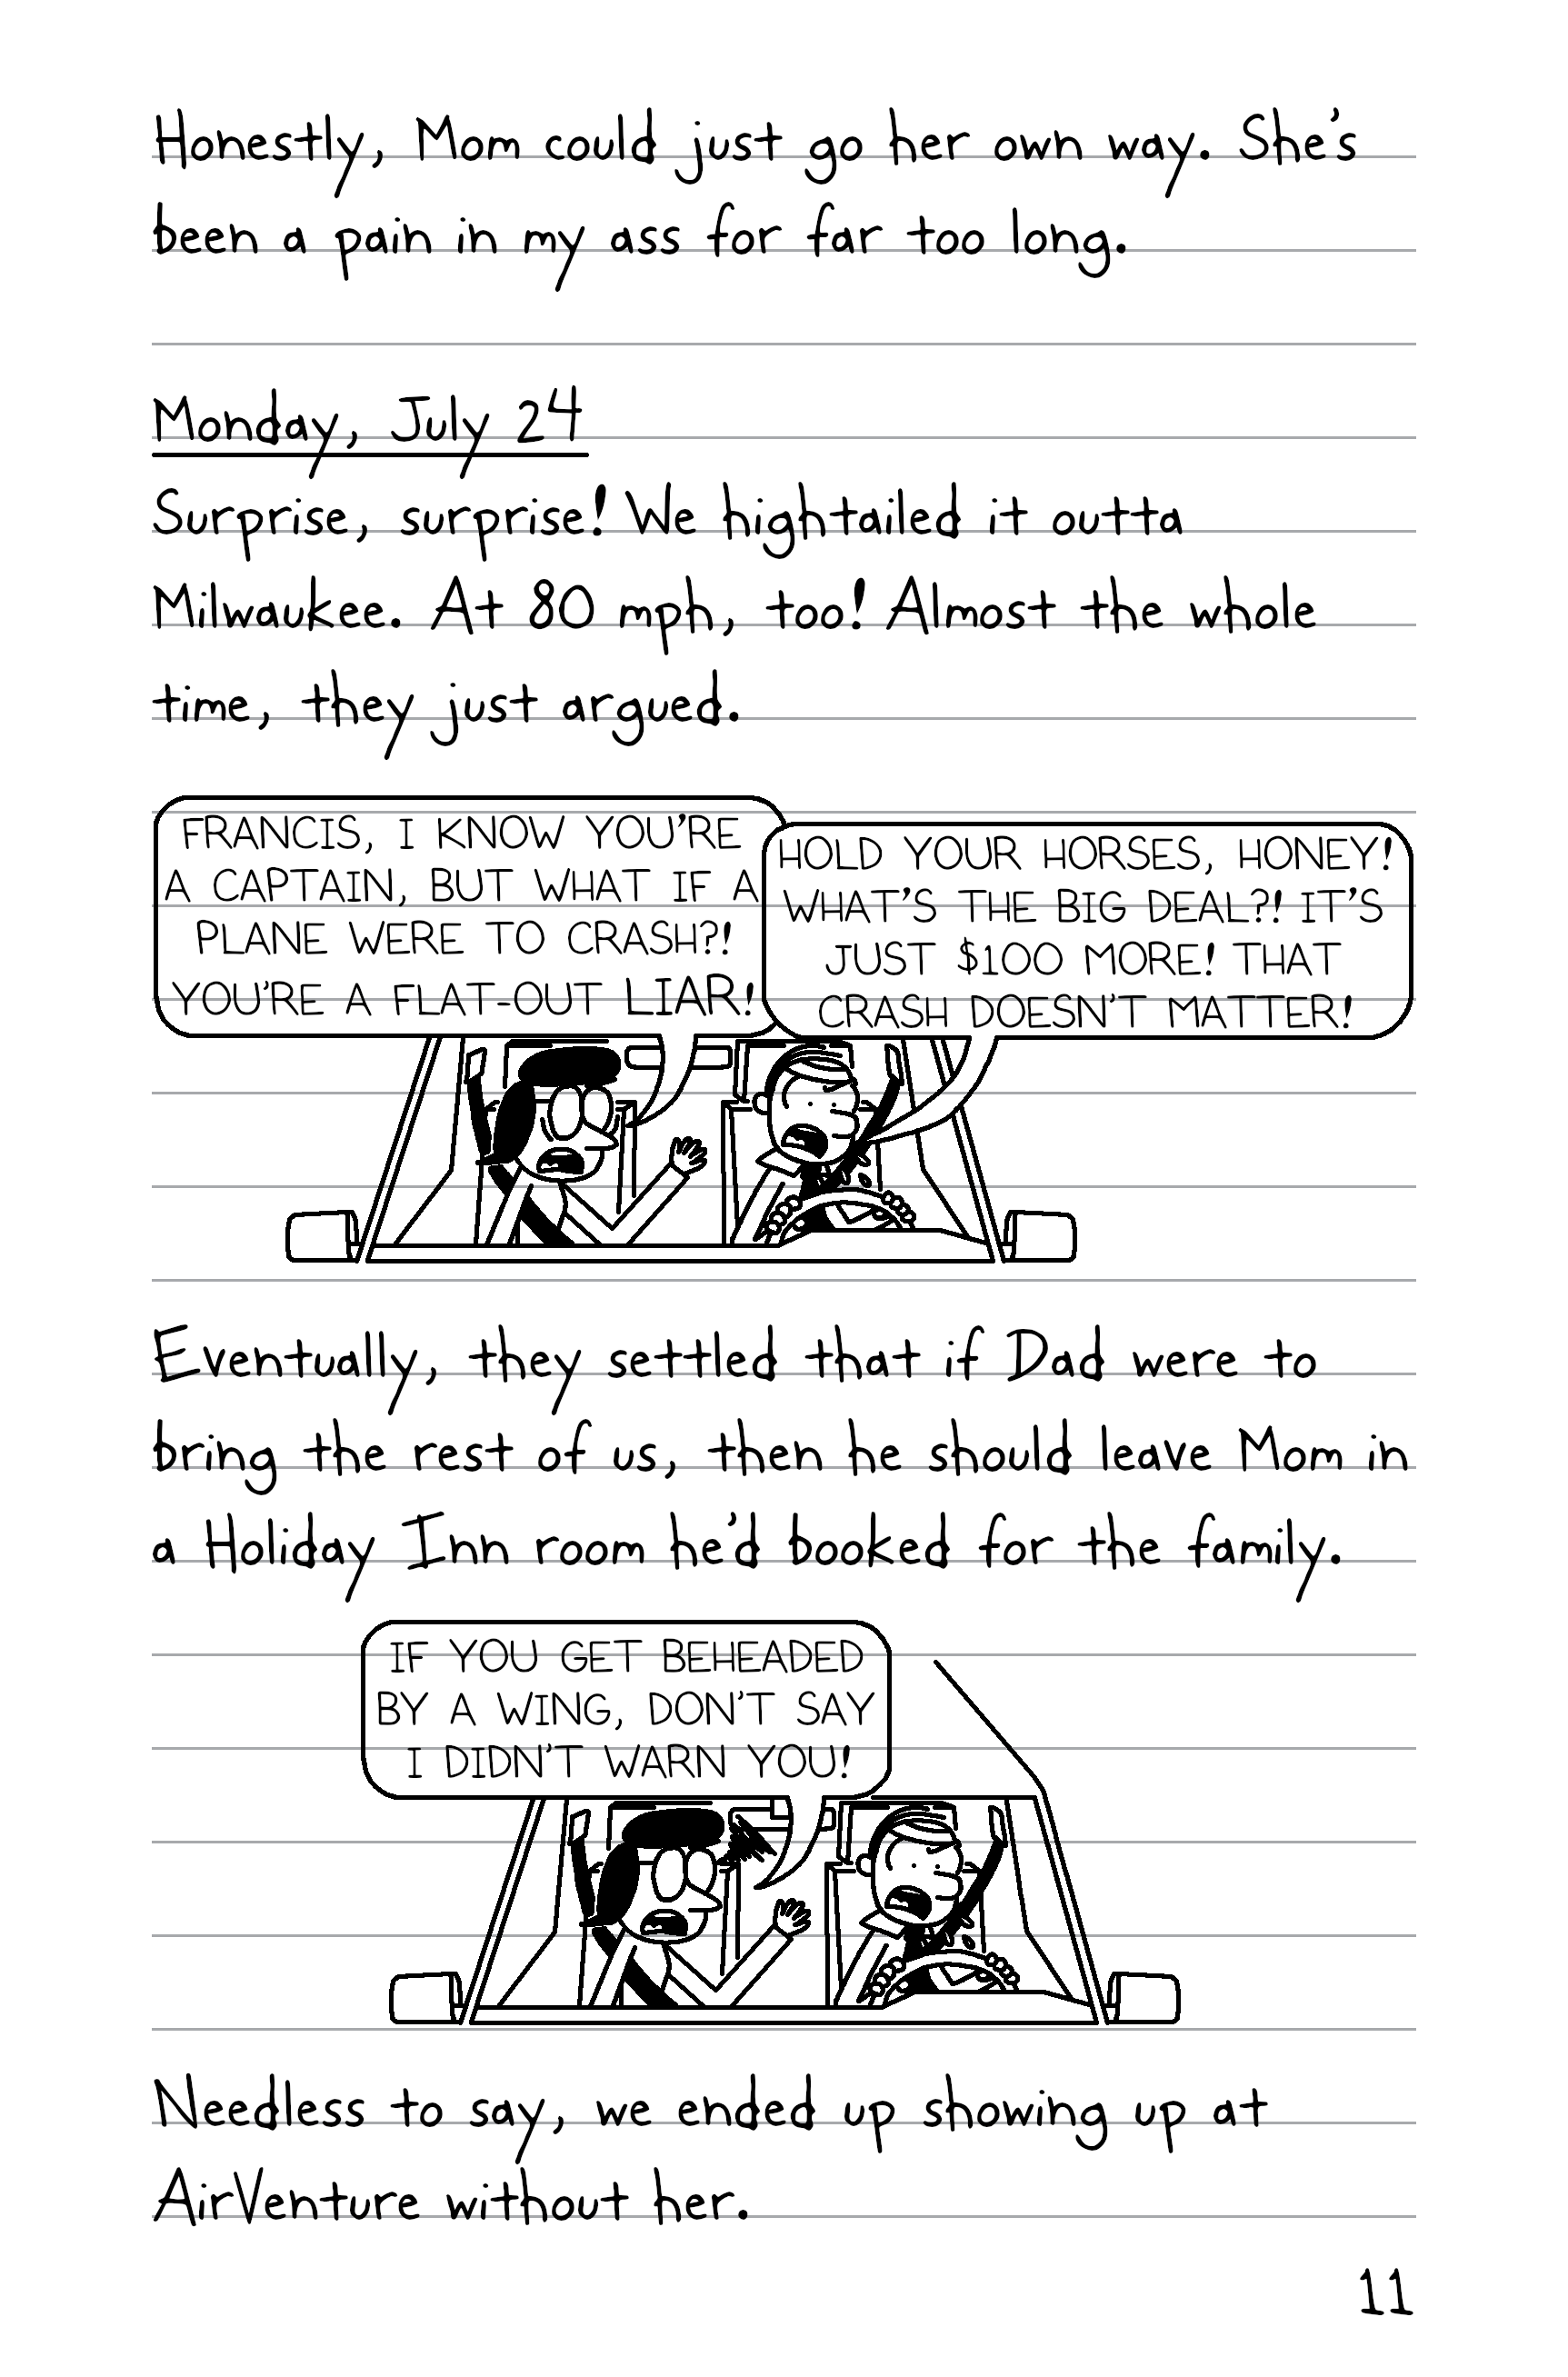 Honestly, Mom could just go her own way. She's
been a pain in my ass for far too long.
Monday, July 24
Surprise, surprise! We hightailed it outta
Milwaukee. At 80 mph, too! Almost the whole
time, they just argued.
FRANCIS, I KNOW YOU'RE
A CAPTAIN, BUT WHAT IF A
PLANE WERE TO CRASH?!
YOU'RE A FLAT-OUT LIAR!
HOLD YOUR HORSES, HONEY!
WHAT'S THE BIG DEAL?! IT'S
JUST $100 MORE! THAT
CRASH DOESN'T MATTER!
Eventually, they settled that if Dad were to
bring the rest of us, then he should leave Mom in
a Holiday Inn room he'd booked for the family.
IF YOU GET BEHEADED
BY A WING, DON'T SAY
I DIDN'T WARN YOU!
Needless to say, we ended up showing up at
AirVenture without her.
11